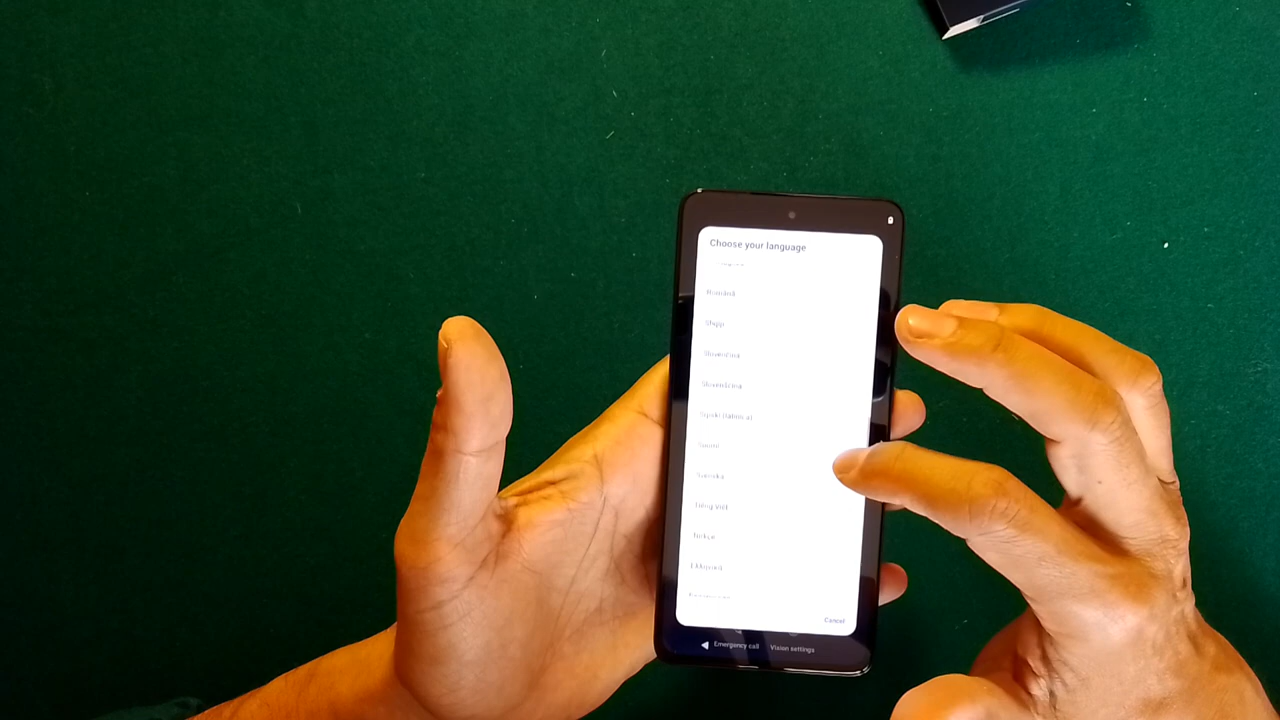 Choose your language
Română
Shqip
Slovenčina
Slovenščina
Srpski (latinica)
Suomi
Svenska
Tiếng Việt
Türkçe
Ελληνικά
Cancel
Emergency call Vision settings